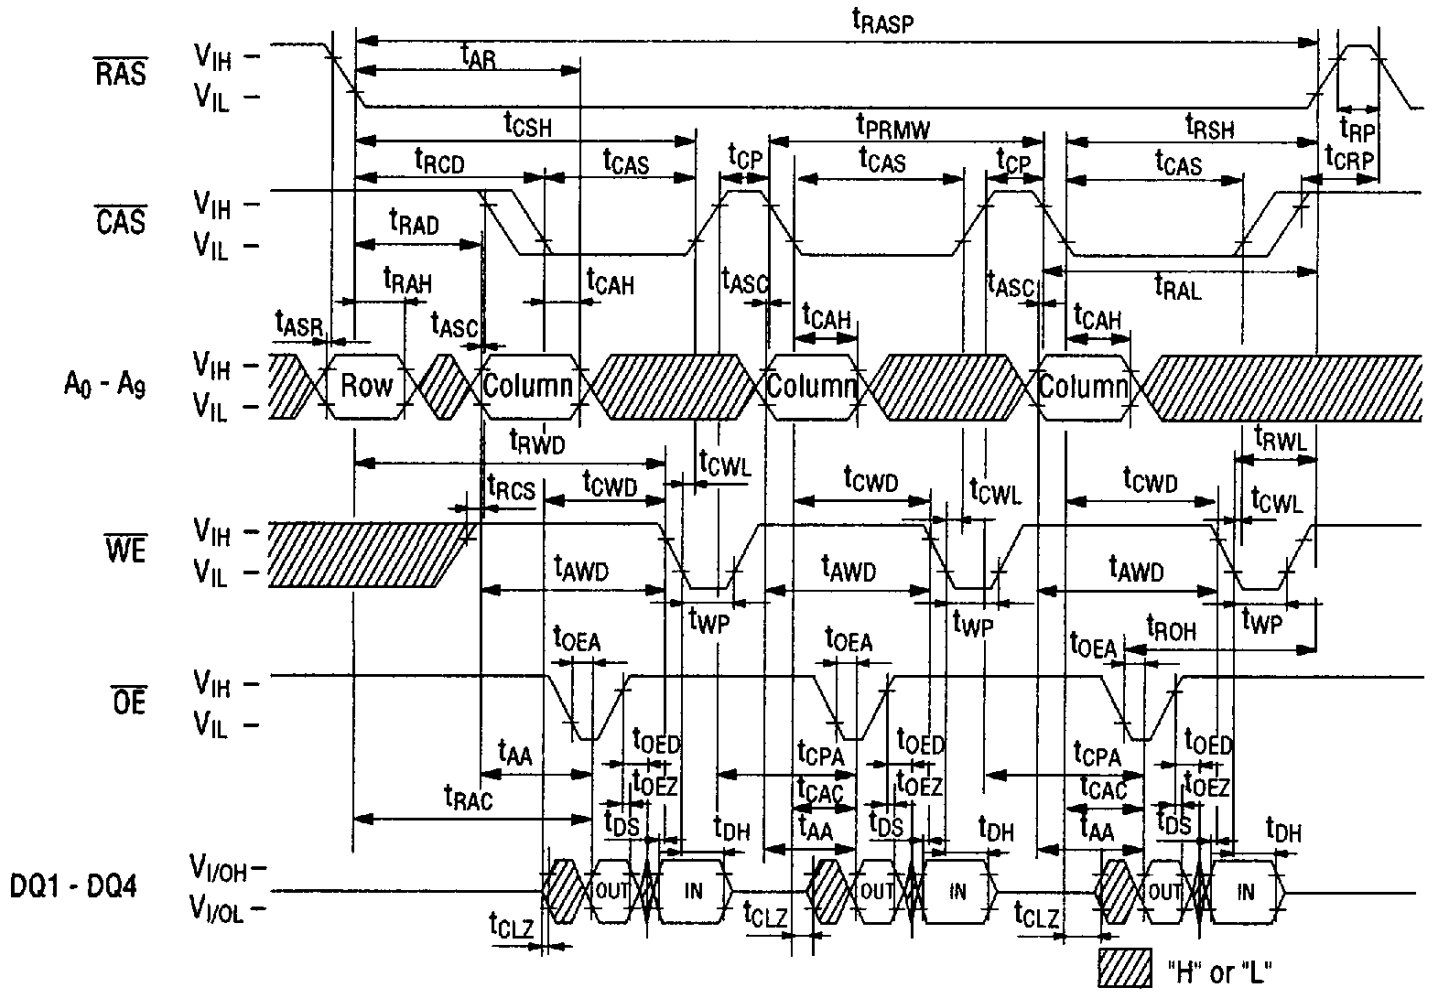 tRASP
RAS VIH – tAR
VIL –
tCSH tPRMW tRSH tRP
tRCD tCAS tCP tCAS tCP tCAS tCRP
CAS VIH –
VIL – tRAD
tRAH tCAH tASC tASC tRAL
tASR tASC tCAH tCAH
A0 - A9 VIH – Row Column Column Column
VIL –
tRWD tCWL tRWL
tRCS tCWD tCWD tCWL tCWD tCWL
WE VIH –
VIL – tAWD tAWD tAWD
tWP tWP tWP
tOEA tOEA tOEA tROH
OE VIH –
VIL –
tAA tOED tCPA tOED tCPA tOED
tRAC tOEZ tCAC tOEZ tCAC tOEZ
tDS tDH tAA tDS tDH tAA tDS tDH
DQ1 - DQ4 VI/OH – OUT IN OUT IN OUT IN
VI/OL –
tCLZ tCLZ tCLZ
"H" or "L"